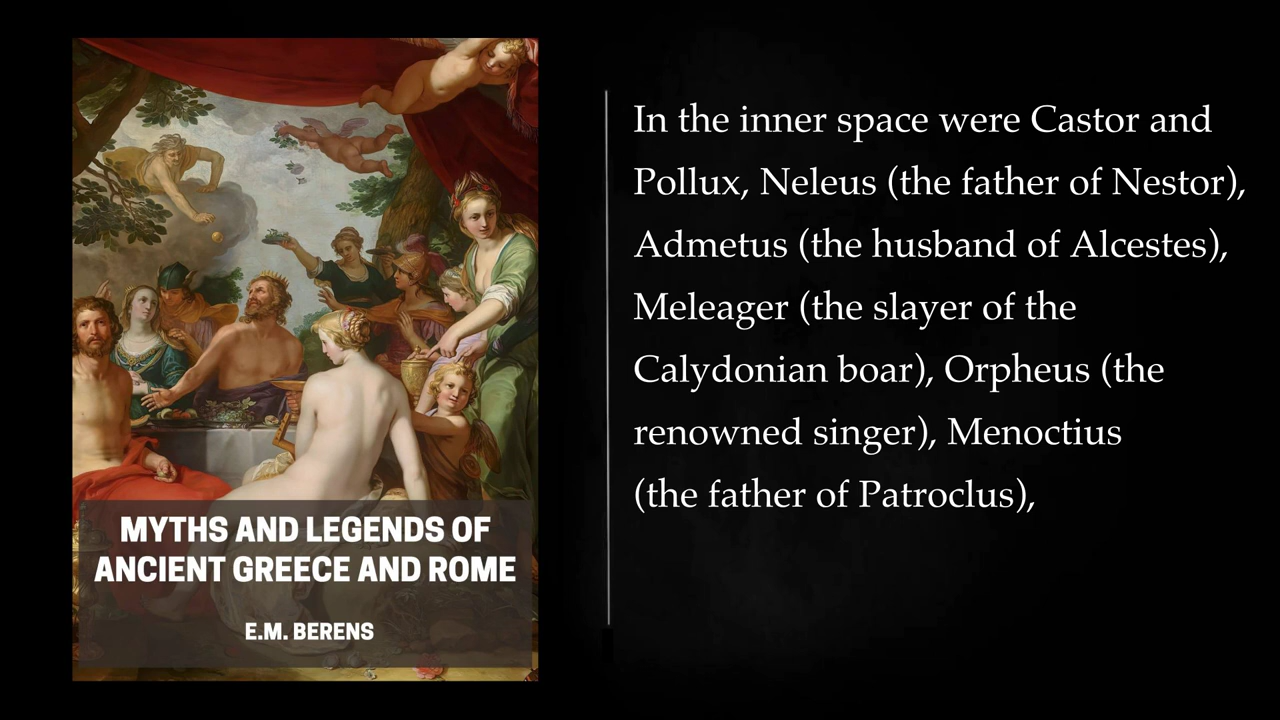 MYTHS AND LEGENDS OF
ANCIENT GREECE AND ROME
E.M. BERENS
In the inner space were Castor and
Pollux, Neleus (the father of Nestor),
Admetus (the husband of Alcestes),
Meleager (the slayer of the
Calydonian boar), Orpheus (the
renowned singer), Menoctius
(the father of Patroclus),